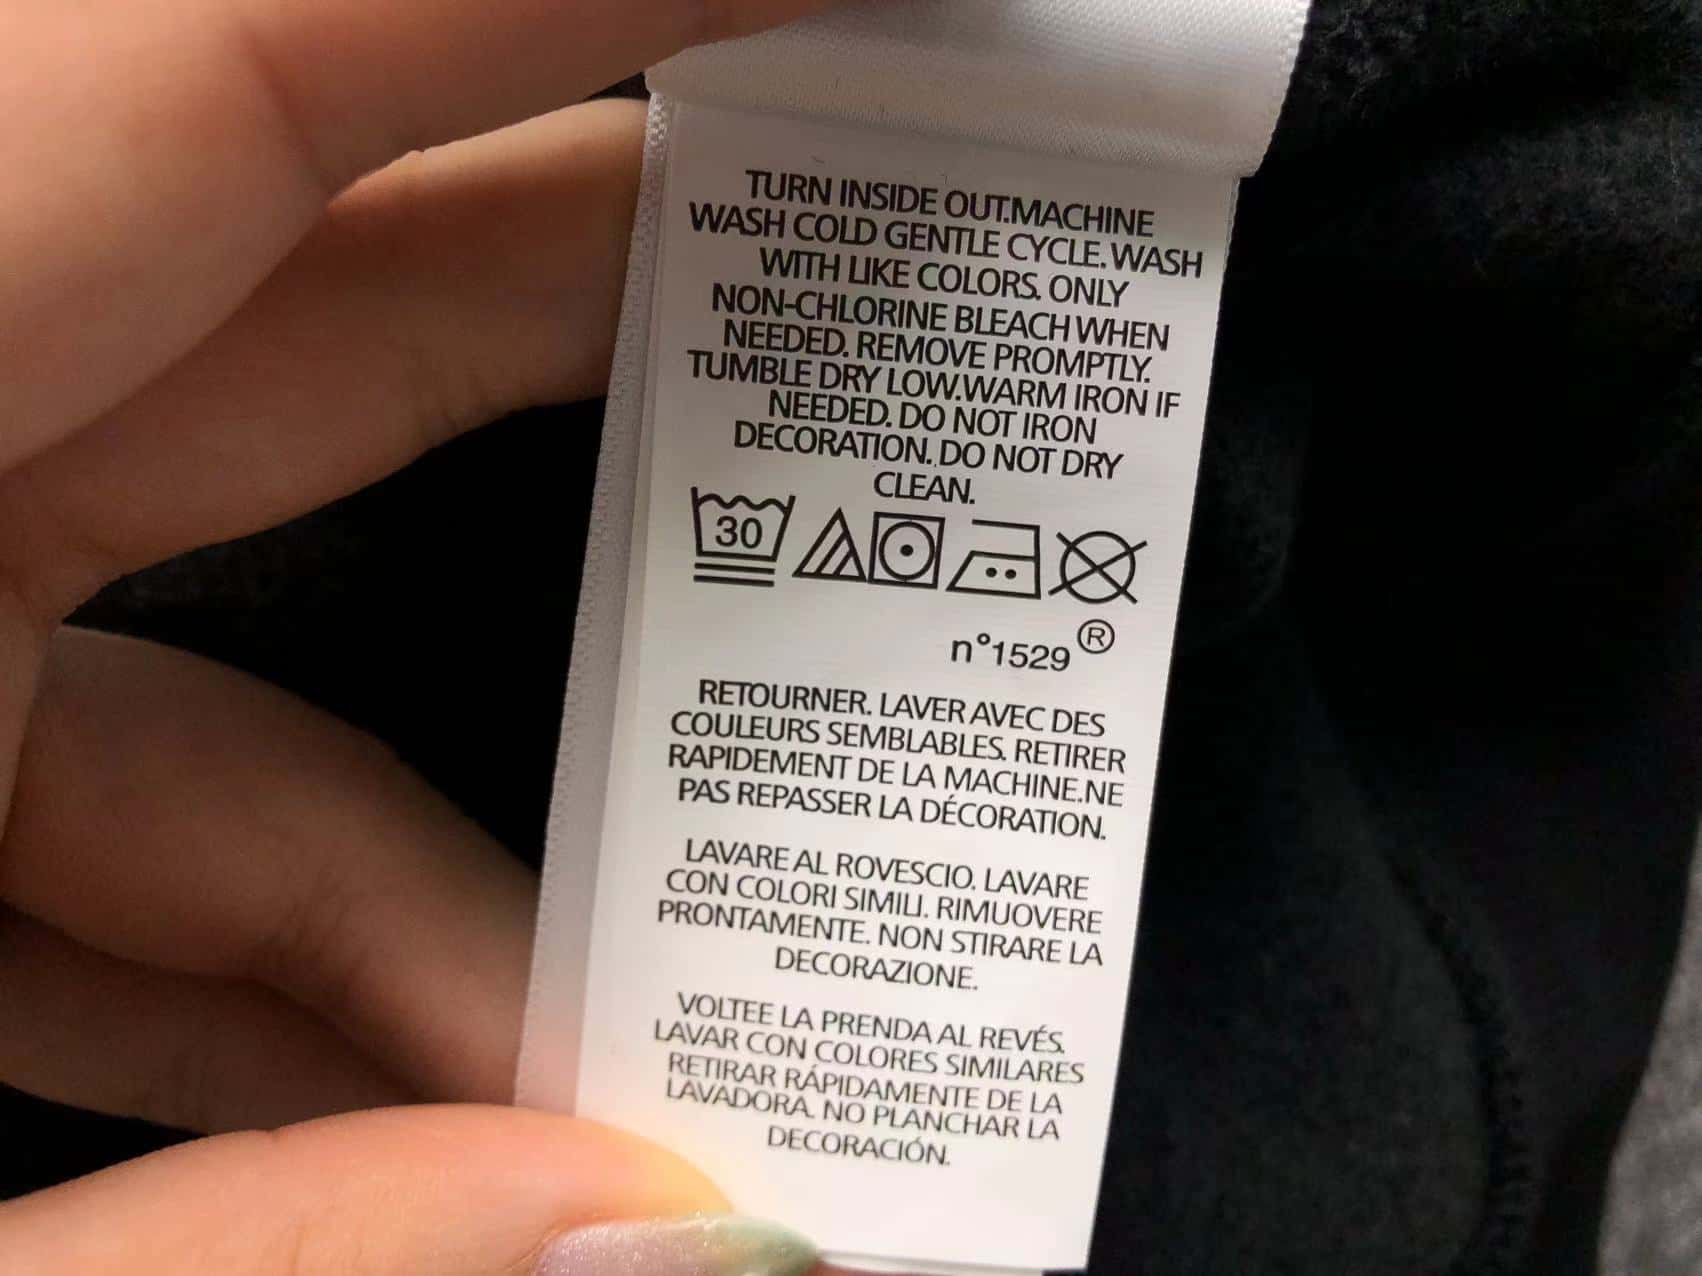 TURN INSIDE OUT.MACHINE
WASH COLD GENTLE CYCLE. WASH
WITH LIKE COLORS. ONLY
NON-CHLORINE BLEACH WHEN
NEEDED. REMOVE PROMPTLY.
TUMBLE DRY LOW.WARM IRON IF
NEEDED. DO NOT IRON
DECORATION. DO NOT DRY
CLEAN.
30
n°1529 ®
RETOURNER. LAVER AVEC DES
COULEURS SEMBLABLES. RETIRER
RAPIDEMENT DE LA MACHINE.NE
PAS REPASSER LA DÉCORATION.
LAVARE AL ROVESCIO. LAVARE
CON COLORI SIMILI. RIMUOVERE
PRONTAMENTE. NON STIRARE LA
DECORAZIONE.
VOLTEE LA PRENDA AL REVÉS.
LAVAR CON COLORES SIMILARES
RETIRAR RÁPIDAMENTE DE LA
LAVADORA. NO PLANCHAR LA
DECORACIÓN.